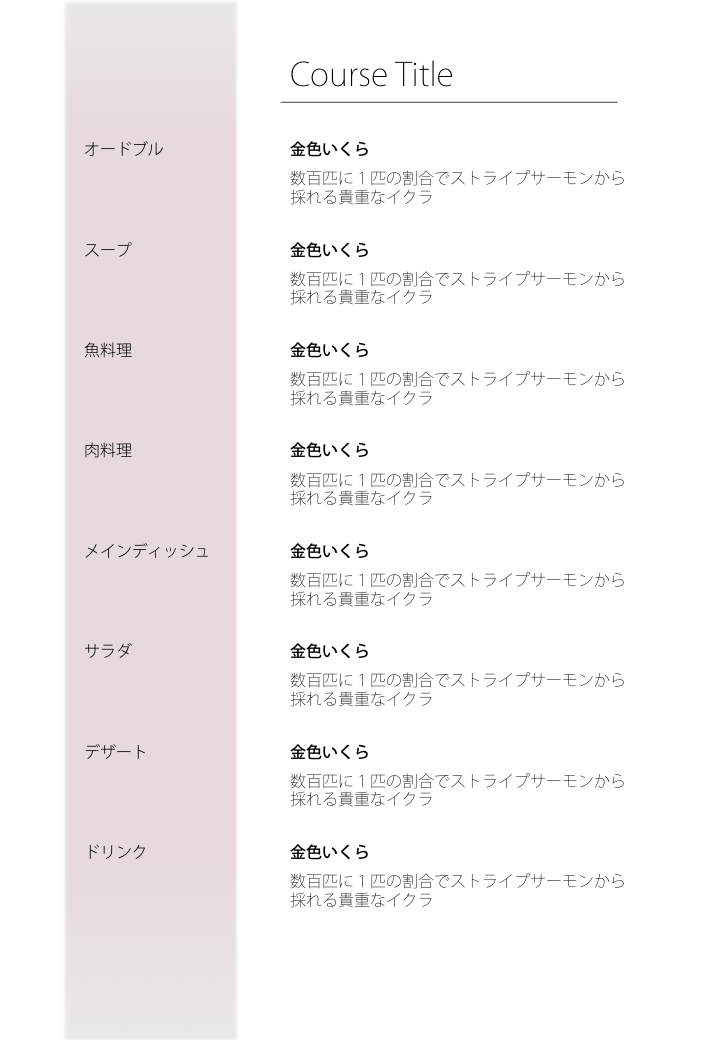 Course Title
オードブル
金色いくら
数百匹に１匹の割合でストライプサーモンから
採れる貴重なイクラ
スープ
金色いくら
数百匹に１匹の割合でストライプサーモンから
採れる貴重なイクラ
魚料理
金色いくら
数百匹に１匹の割合でストライプサーモンから
採れる貴重なイクラ
肉料理
金色いくら
数百匹に１匹の割合でストライプサーモンから
採れる貴重なイクラ
メインディッシュ
金色いくら
数百匹に１匹の割合でストライプサーモンから
採れる貴重なイクラ
サラダ
金色いくら
数百匹に１匹の割合でストライプサーモンから
採れる貴重なイクラ
デザート
金色いくら
数百匹に１匹の割合でストライプサーモンから
採れる貴重なイクラ
ドリンク
金色いくら
数百匹に１匹の割合でストライプサーモンから
採れる貴重なイクラ